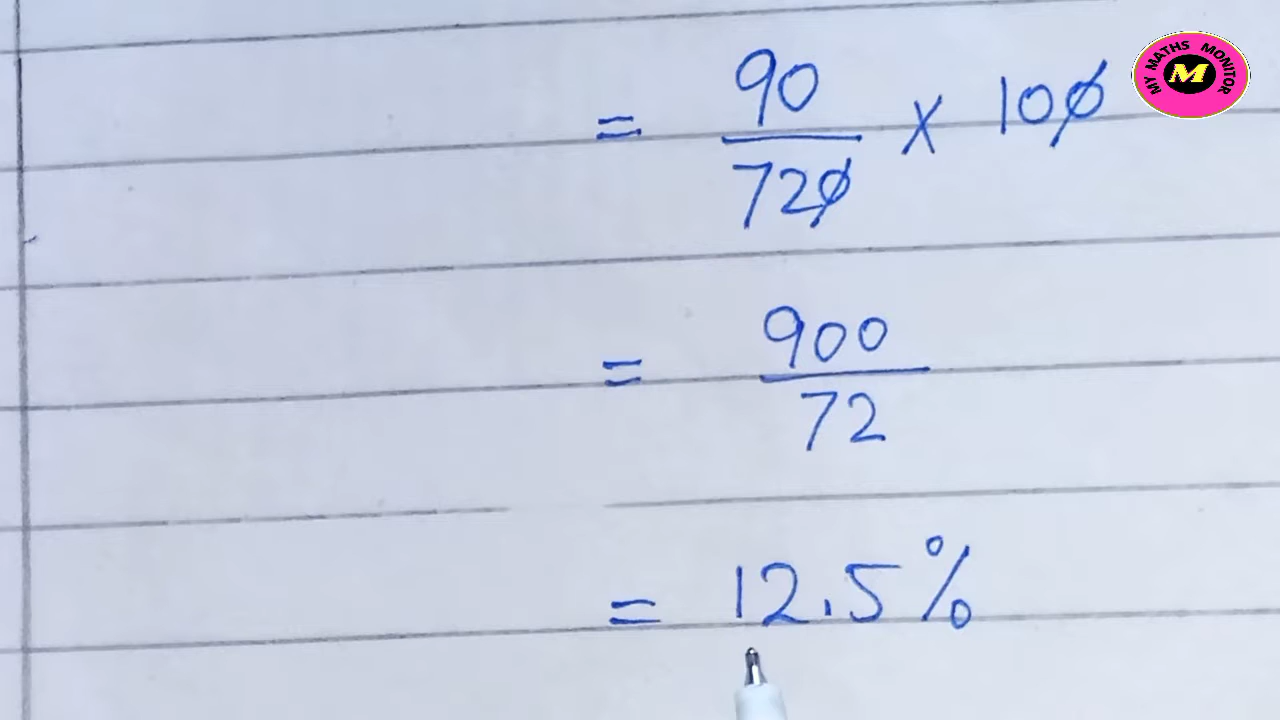 = 90/720 × 100
= 900/72
= 12.5%
MY MATHS MONITOR
M